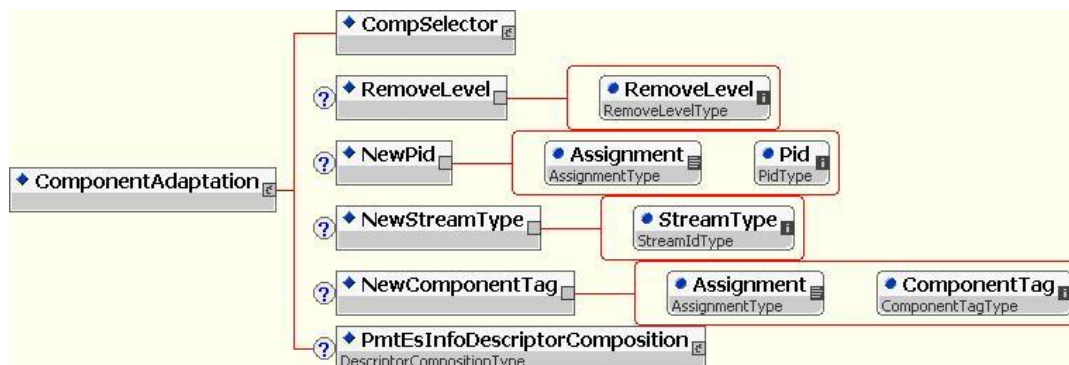 CompSelector
RemoveLevel
RemoveLevel
RemoveLevelType
NewPid
Assignment
AssignmentType
Pid
PidType
ComponentAdaptation
NewStreamType
StreamType
StreamIdType
NewComponentTag
Assignment
AssignmentType
ComponentTag
ComponentTagType
PmtEsInfoDescriptorComposition
DescriptorCompositionType